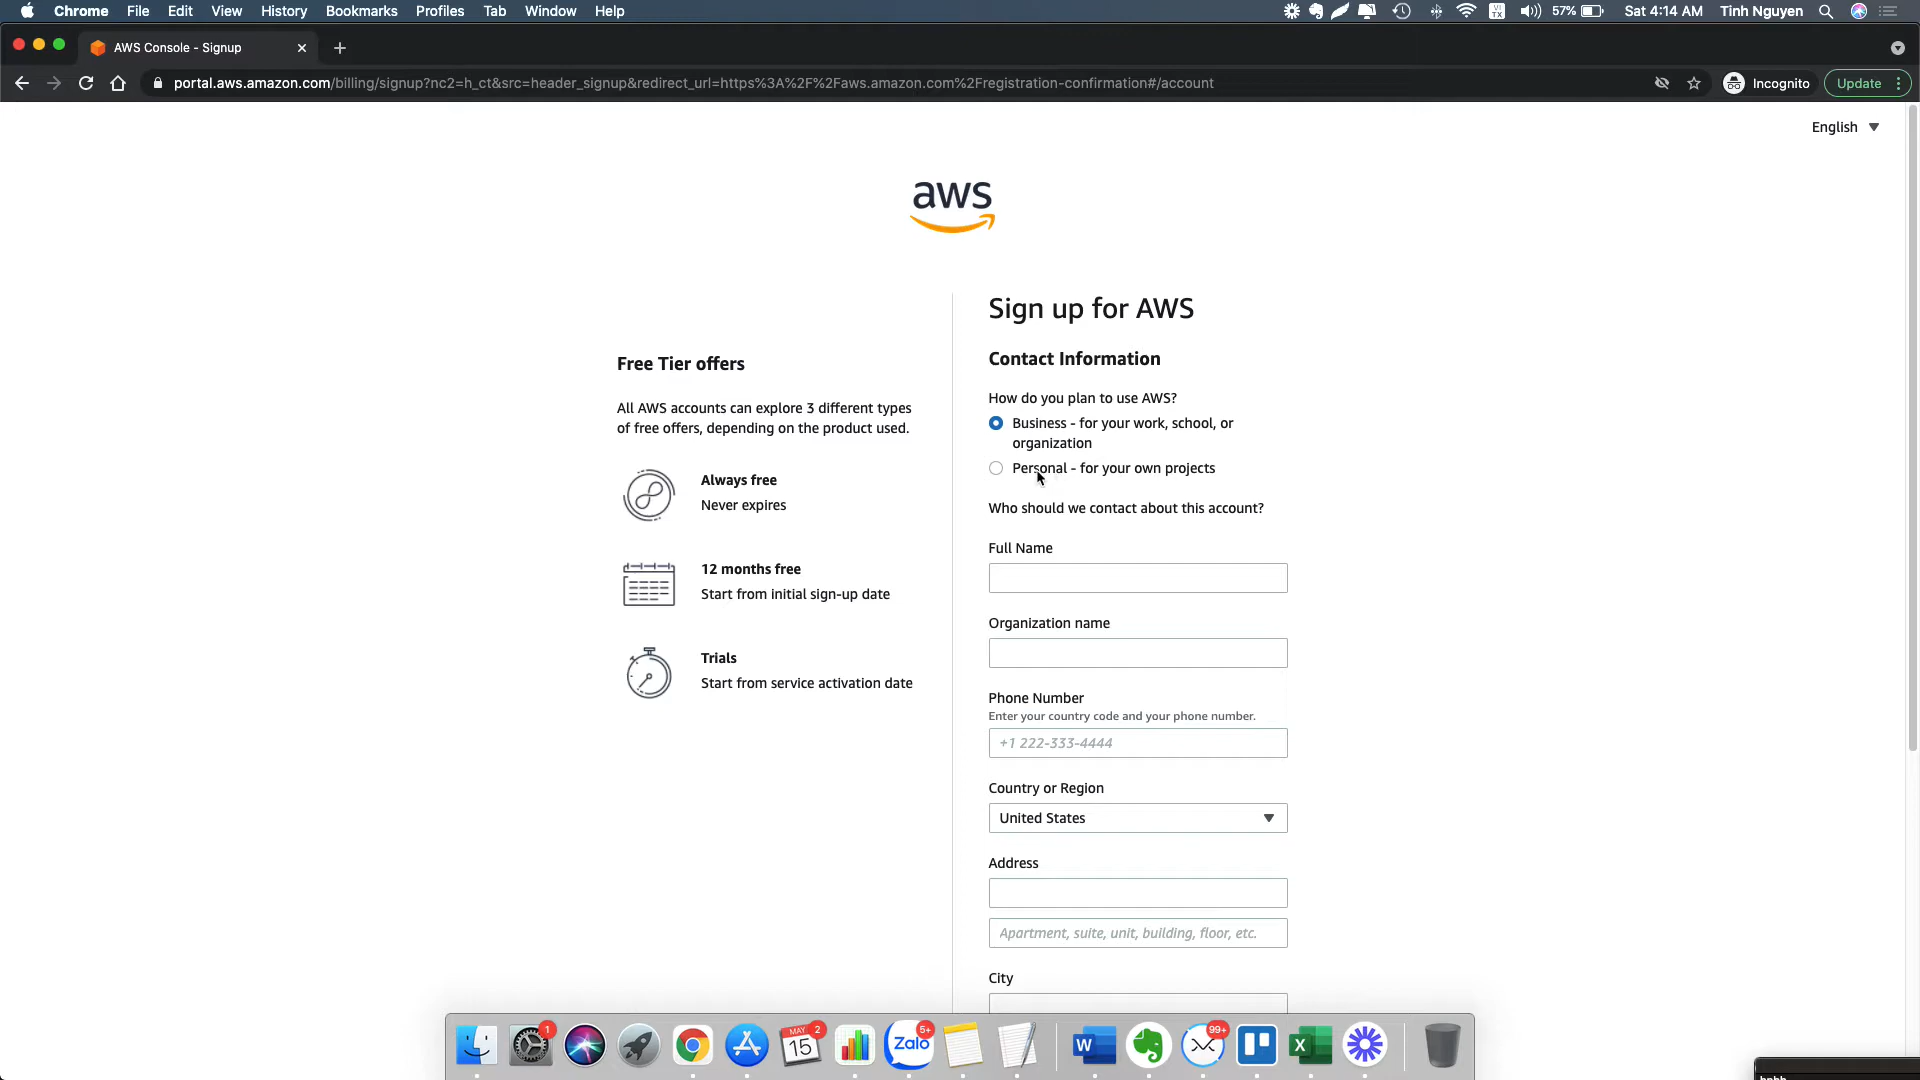 Chrome File Edit View History Bookmarks Profiles Tab Window Help VI TX 57% Sat 4:14 AM Tinh Nguyen
AWS Console - Signup
portal.aws.amazon.com/billing/signup?nc2=h_ct&src=header_signup&redirect_url=https%3A%2F%2Faws.amazon.com%2Fregistration-confirmation#/account Incognito Update
English
aws
Sign up for AWS
Free Tier offers
All AWS accounts can explore 3 different types
of free offers, depending on the product used.
Always free
Never expires
12 months free
Start from initial sign-up date
Trials
Start from service activation date
Contact Information
How do you plan to use AWS?
Business - for your work, school, or
organization
Personal - for your own projects
Who should we contact about this account?
Full Name
Organization name
Phone Number
Enter your country code and your phone number.
+1 222-333-4444
Country or Region
United States
Address
Apartment, suite, unit, building, floor, etc.
City
1
MAY 2
15
Zalo 5+
W
99+
X